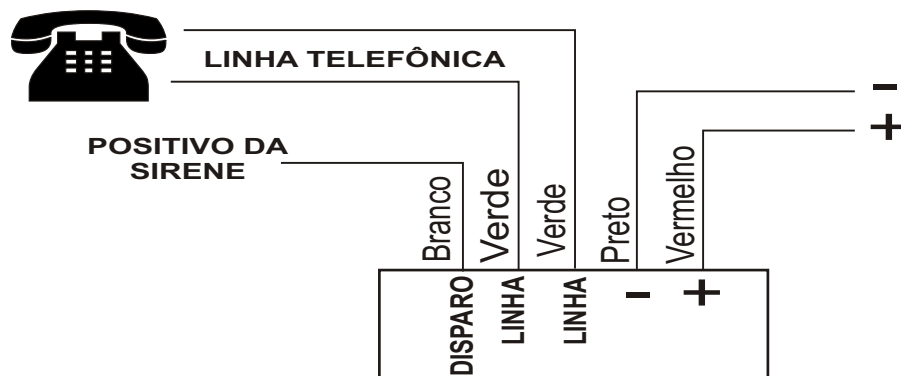 LINHA TELEFÔNICA
-
+
POSITIVO DA
SIRENE
Branco
Verde
Verde
Preto
Vermelho
DISPARO
LINHA
LINHA
-
+